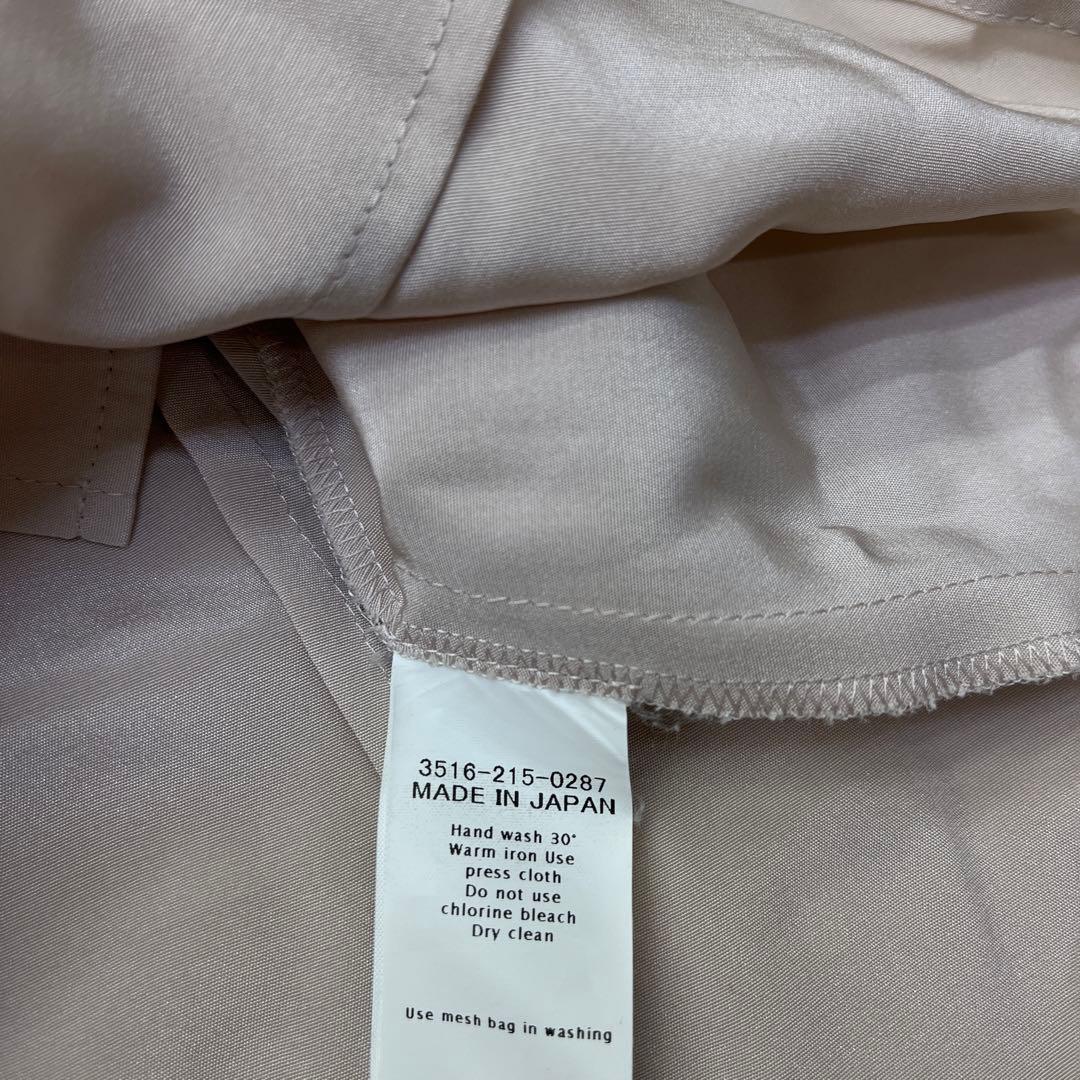 3516-215-0287
MADE IN JAPAN
Hand wash 30°
Warm iron Use
press cloth
Do not use
chlorine bleach
Dry clean
Use mesh bag in washing